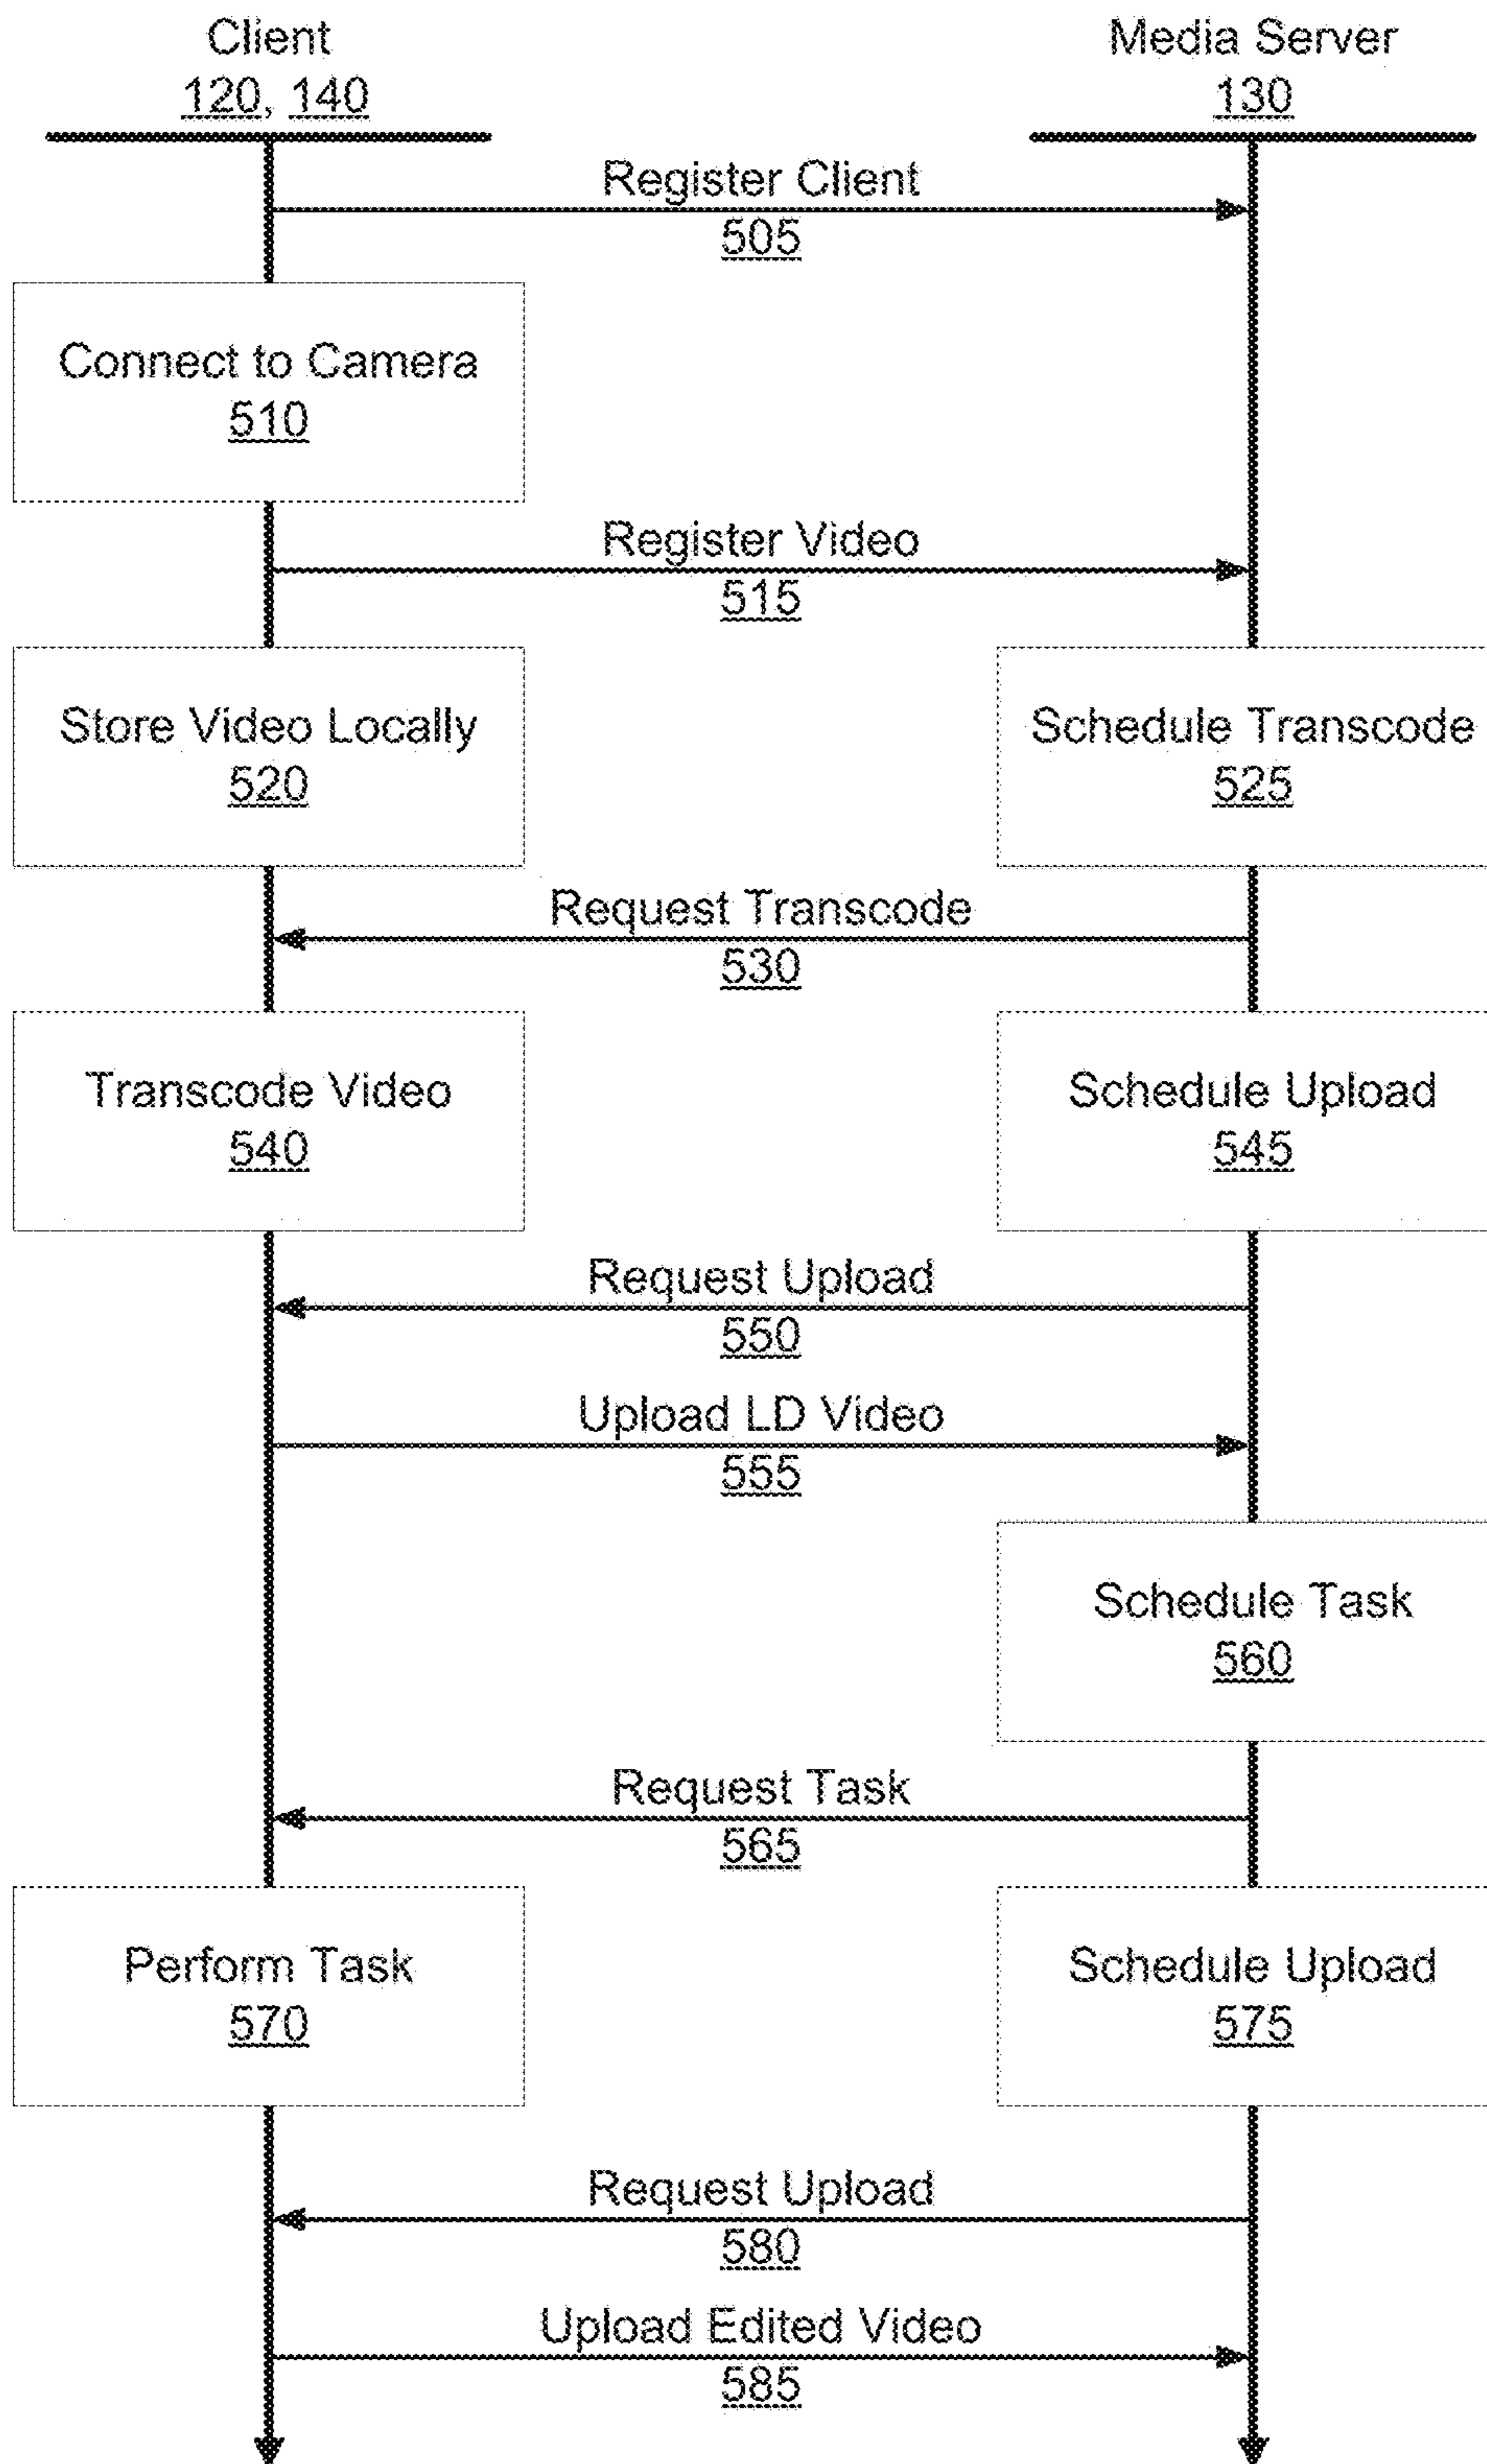 Client
120, 140
Media Server
130
Register Client
505
Connect to Camera
510
Register Video
515
Store Video Locally
520
Schedule Transcode
525
Request Transcode
530
Transcode Video
540
Schedule Upload
545
Request Upload
550
Upload LD Video
555
Schedule Task
560
Request Task
565
Perform Task
570
Schedule Upload
575
Request Upload
580
Upload Edited Video
585